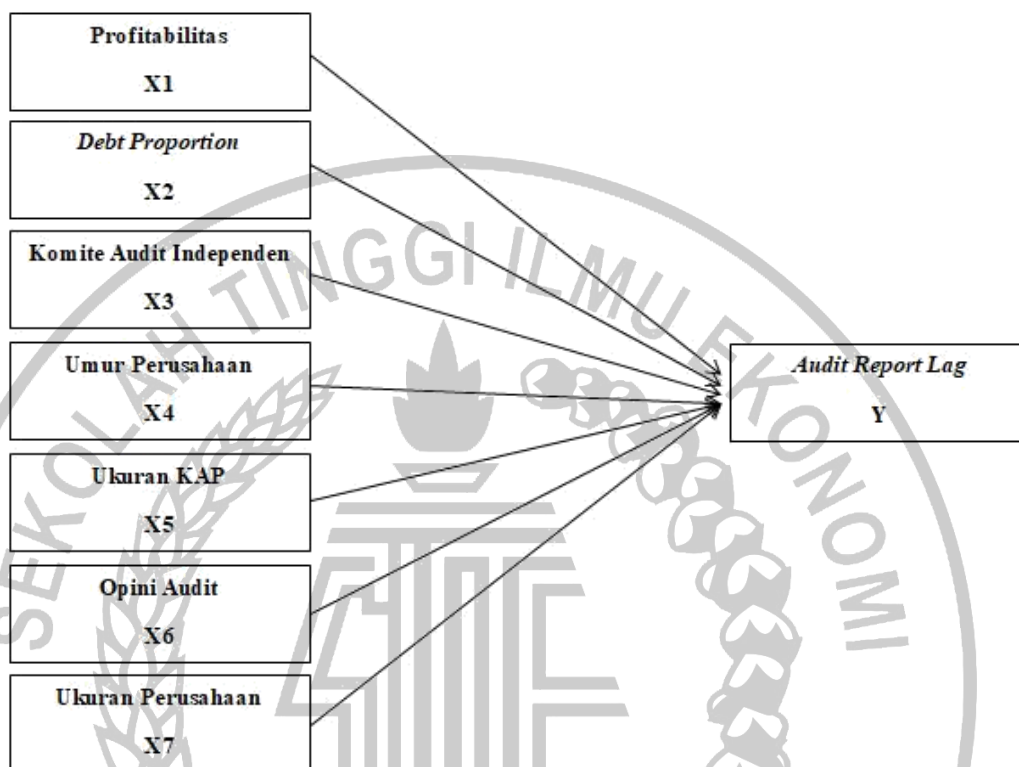 Profitabilitas
X1
Debt Proportion
X2
Komite Audit Independen
X3
Umur Perusahaan
X4
Ukuran KAP
X5
Opini Audit
X6
Ukuran Perusahaan
X7
Audit Report Lag
Y
SEKOLAH TINGGI ILMU EKONOMI